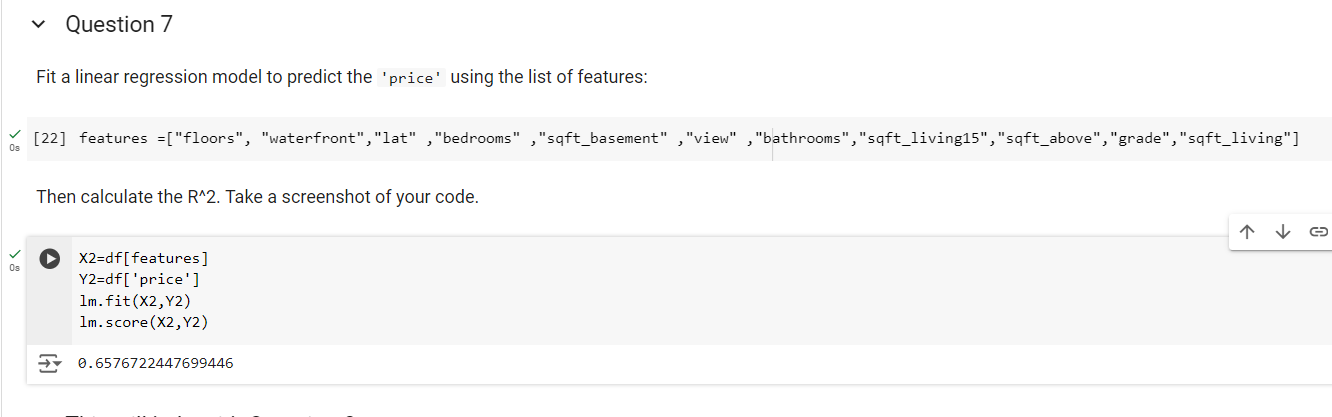 Question 7
Fit a linear regression model to predict the 'price' using the list of features:
[22] features =["floors", "waterfront","lat" ,"bedrooms" ,"sqft_basement" ,"view" ,"bathrooms","sqft_living15","sqft_above","grade","sqft_living"]
0s
Then calculate the R^2. Take a screenshot of your code.
X2=df[features]
0s
Y2=df['price']
lm.fit(X2,Y2)
lm.score(X2,Y2)
0.6576722447699446